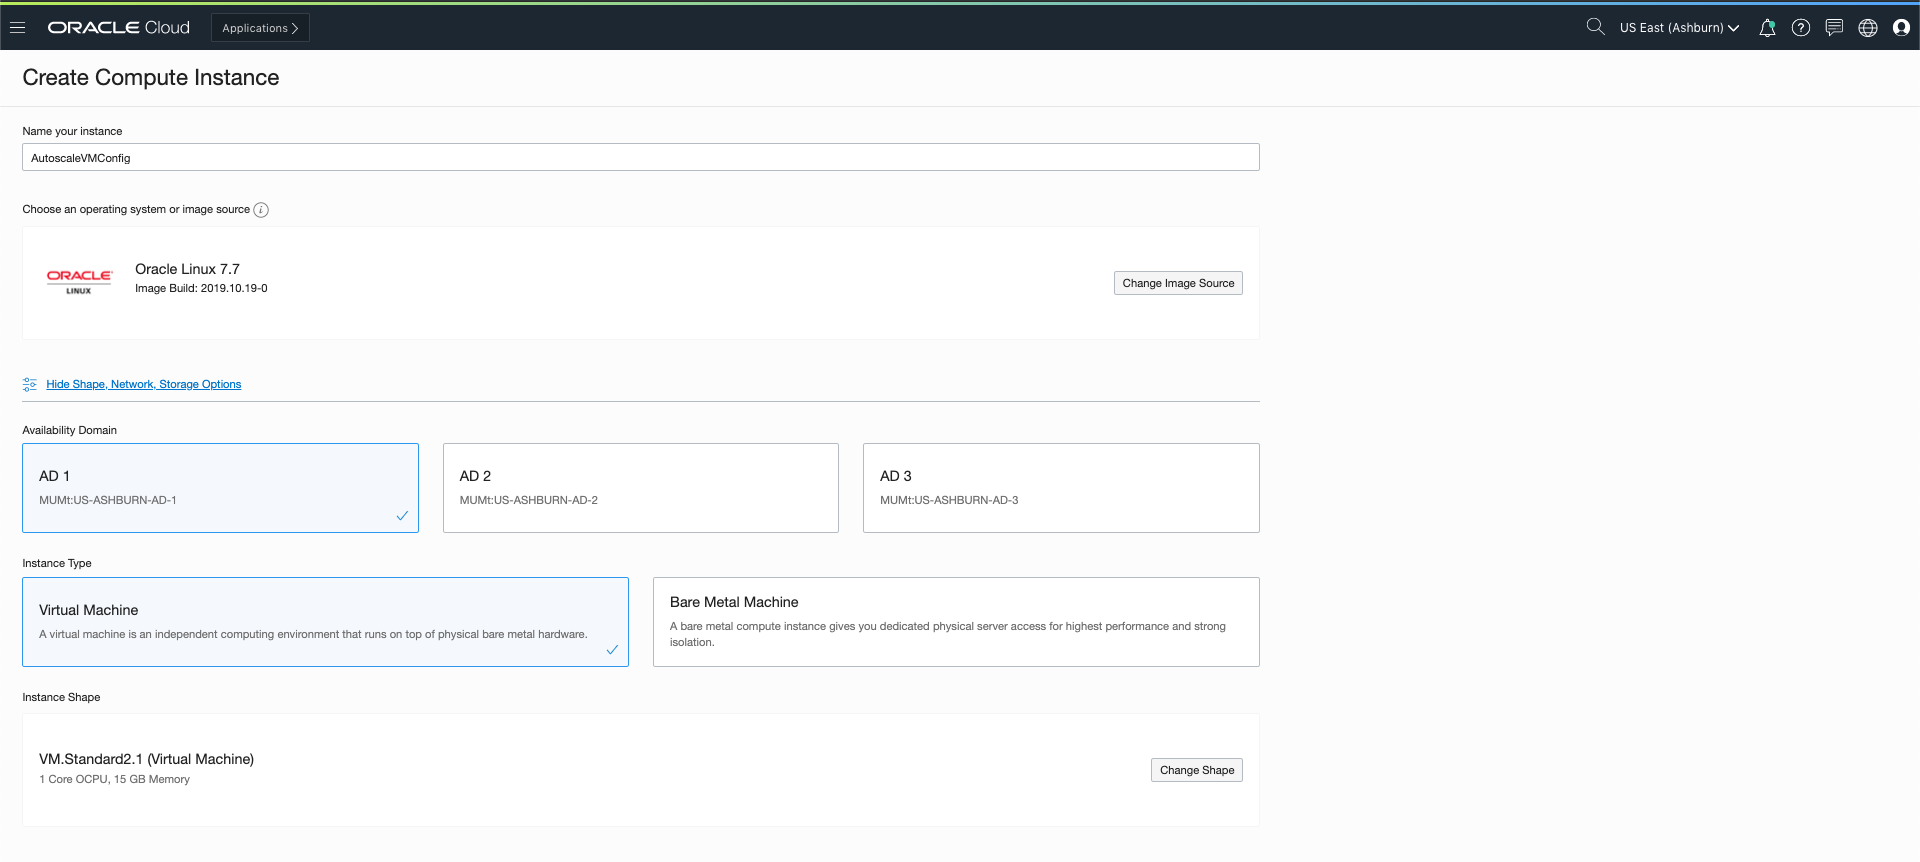 ORACLE Cloud
Applications
US East (Ashburn)
Create Compute Instance
Name your instance
AutoscaleVMConfig
Choose an operating system or image source
ORACLE
LINUX
Oracle Linux 7.7
Image Build: 2019.10.19-0
Change Image Source
Hide Shape, Network, Storage Options
Availability Domain
AD 1
MUMt:US-ASHBURN-AD-1
AD 2
MUMt:US-ASHBURN-AD-2
AD 3
MUMt:US-ASHBURN-AD-3
Instance Type
Virtual Machine
A virtual machine is an independent computing environment that runs on top of physical bare metal hardware.
Bare Metal Machine
A bare metal compute instance gives you dedicated physical server access for highest performance and strong
isolation.
Instance Shape
VM.Standard2.1 (Virtual Machine)
1 Core OCPU, 15 GB Memory
Change Shape